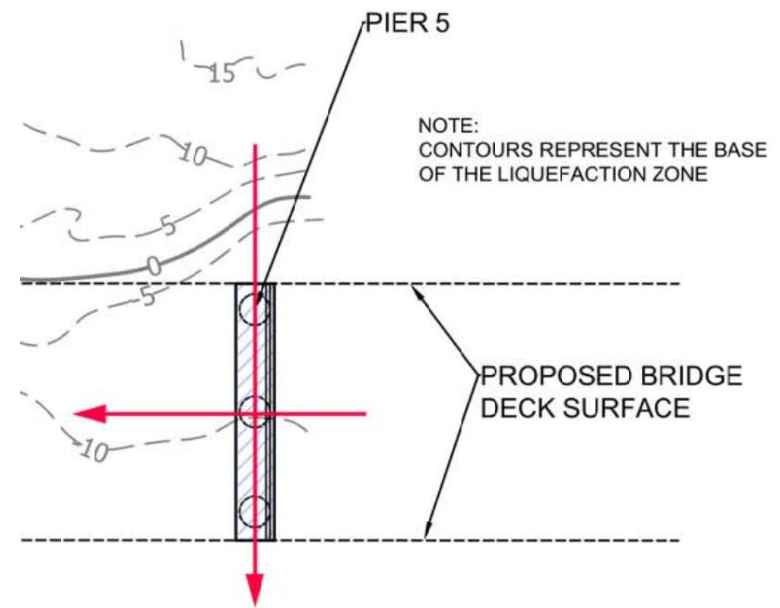 PIER 5
15
NOTE:
CONTOURS REPRESENT THE BASE
OF THE LIQUEFACTION ZONE
10
5
0
-5
PROPOSED BRIDGE
DECK SURFACE
-10